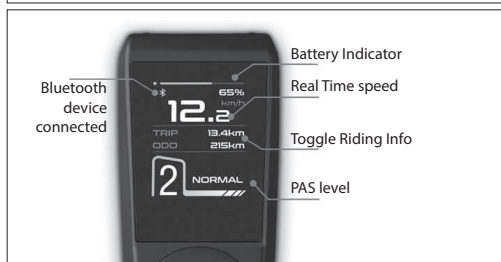 Battery Indicator
Bluetooth
device
connected
65%
km/h
12.2
Real Time speed
TRIP 13.4km
ODO 215km
Toggle Riding Info
2 NORMAL
PAS level